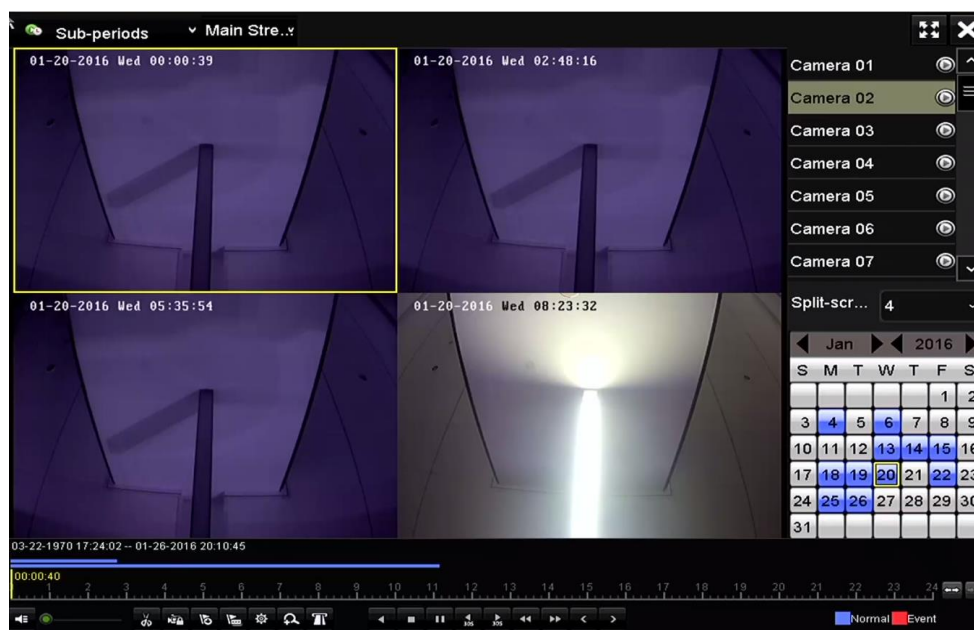 Sub-periods Main Stre..
01-20-2016 Wed 00:00:39
01-20-2016 Wed 02:48:16
01-20-2016 Wed 05:35:54
01-20-2016 Wed 08:23:32
Camera 01
Camera 02
Camera 03
Camera 04
Camera 05
Camera 06
Camera 07
Split-scr... 4
Jan 2016
S M T W T F S
1 2
3 4 5 6 7 8 9
10 11 12 13 14 15 16
17 18 19 20 21 22 23
24 25 26 27 28 29 30
31
03-22-1970 17:24:02 -- 01-26-2016 20:10:45
00:00:40
1 2 3 4 5 6 7 8 9 10 11 12 13 14 15 16 17 18 19 20 21 22 23 24
30S 30S
Normal Event